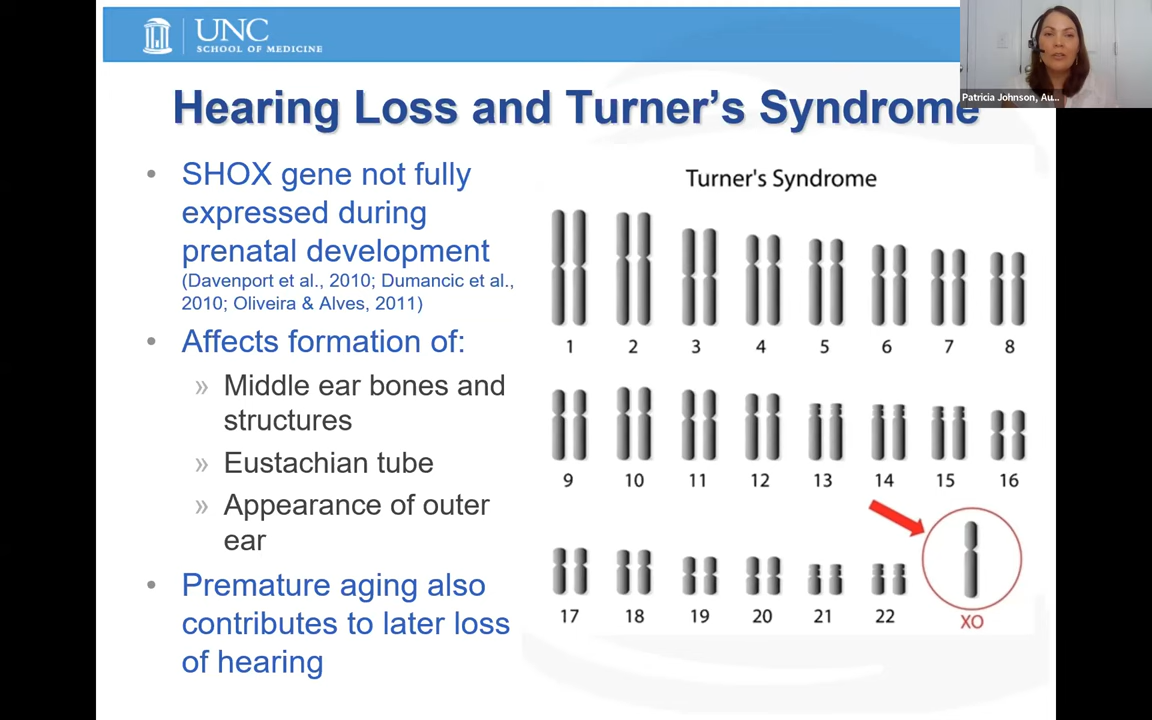 UNC
SCHOOL OF MEDICINE
Patricia Johnson, Au...
Hearing Loss and Turner's Syndrome
• SHOX gene not fully
expressed during
prenatal development
(Davenport et al., 2010; Dumancic et al.,
2010; Oliveira & Alves, 2011)
• Affects formation of:
» Middle ear bones and
structures
» Eustachian tube
» Appearance of outer
ear
• Premature aging also
contributes to later loss
of hearing
Turner's Syndrome
1 2 3 4 5 6 7 8
9 10 11 12 13 14 15 16
17 18 19 20 21 22 XO